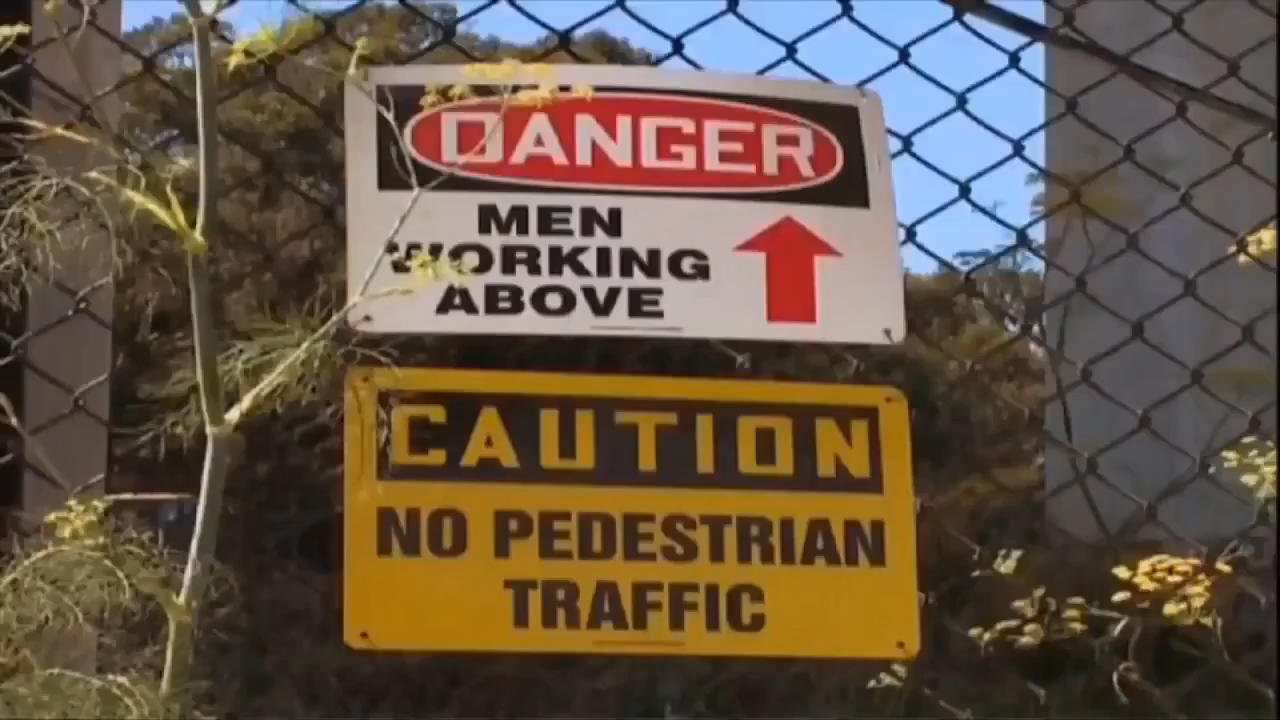 DANGER
MEN
WORKING
ABOVE
CAUTION
NO PEDESTRIAN
TRAFFIC